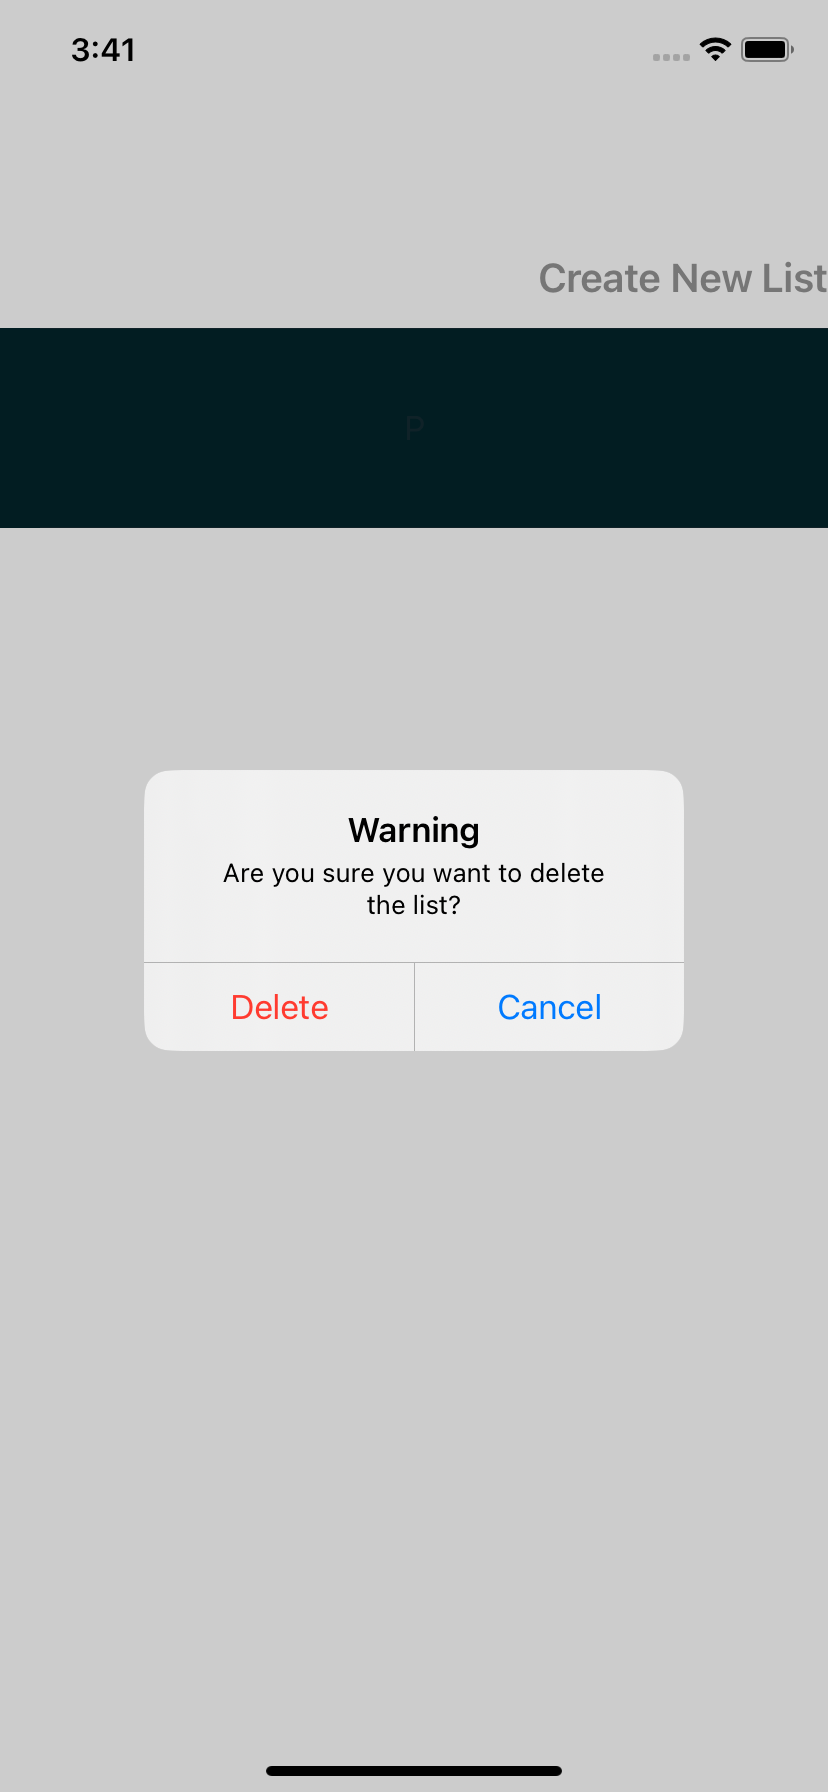 3:41
Create New List
P
Warning
Are you sure you want to delete
the list?
Delete
Cancel